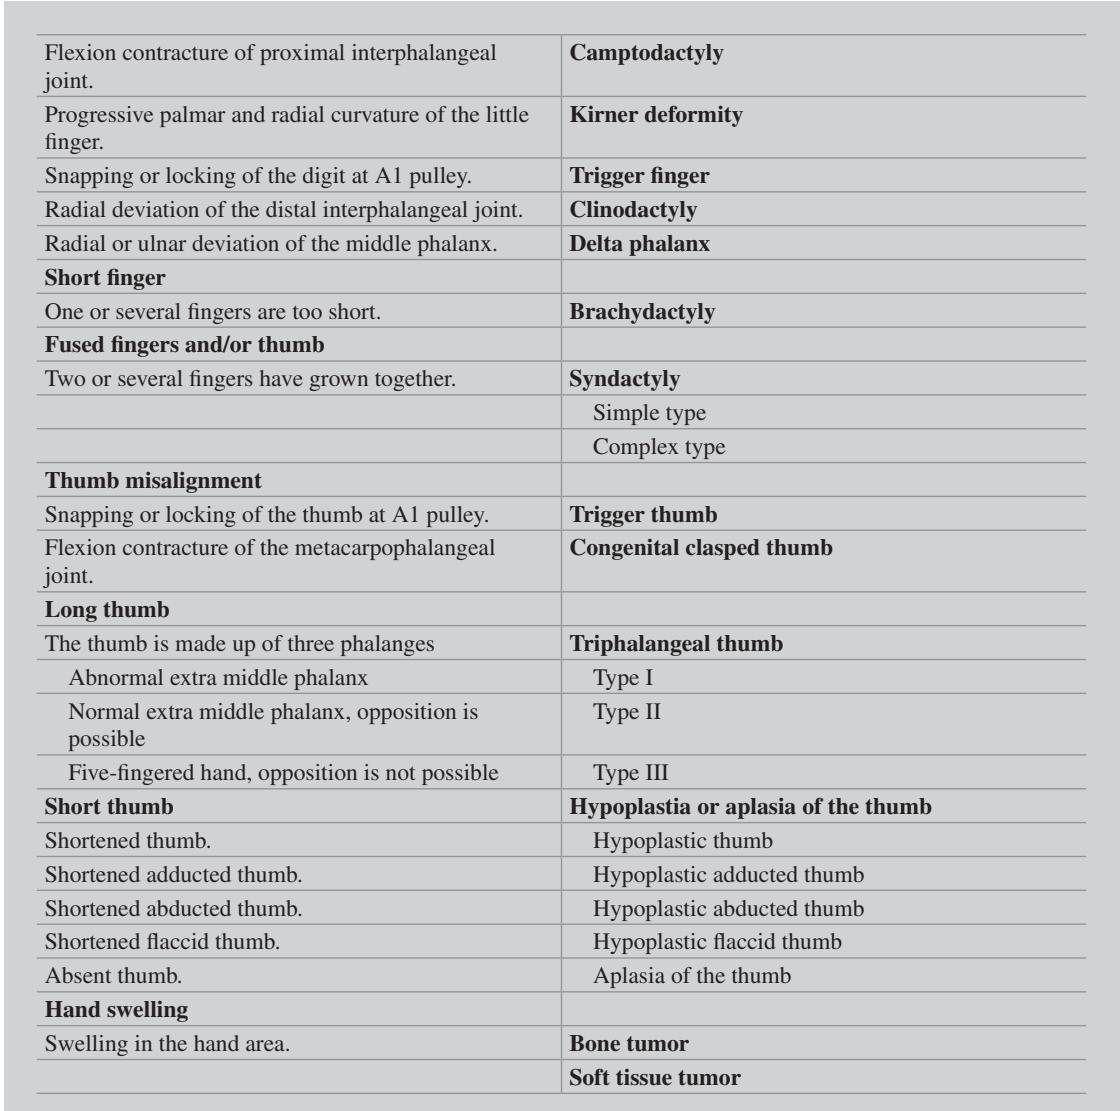 Flexion contracture of proximal interphalangeal joint. Camptodactyly
Progressive palmar and radial curvature of the little finger. Kirner deformity
Snapping or locking of the digit at A1 pulley. Trigger finger
Radial deviation of the distal interphalangeal joint. Clinodactyly
Radial or ulnar deviation of the middle phalanx. Delta phalanx
Short finger
One or several fingers are too short. Brachydactyly
Fused fingers and/or thumb
Two or several fingers have grown together. Syndactyly
Simple type
Complex type
Thumb misalignment
Snapping or locking of the thumb at A1 pulley. Trigger thumb
Flexion contracture of the metacarpophalangeal joint. Congenital clasped thumb
Long thumb
The thumb is made up of three phalanges Triphalangeal thumb
Abnormal extra middle phalanx Type I
Normal extra middle phalanx, opposition is possible Type II
Five-fingered hand, opposition is not possible Type III
Short thumb Hypoplastia or aplasia of the thumb
Shortened thumb. Hypoplastic thumb
Shortened adducted thumb. Hypoplastic adducted thumb
Shortened abducted thumb. Hypoplastic abducted thumb
Shortened flaccid thumb. Hypoplastic flaccid thumb
Absent thumb. Aplasia of the thumb
Hand swelling
Swelling in the hand area. Bone tumor
Soft tissue tumor